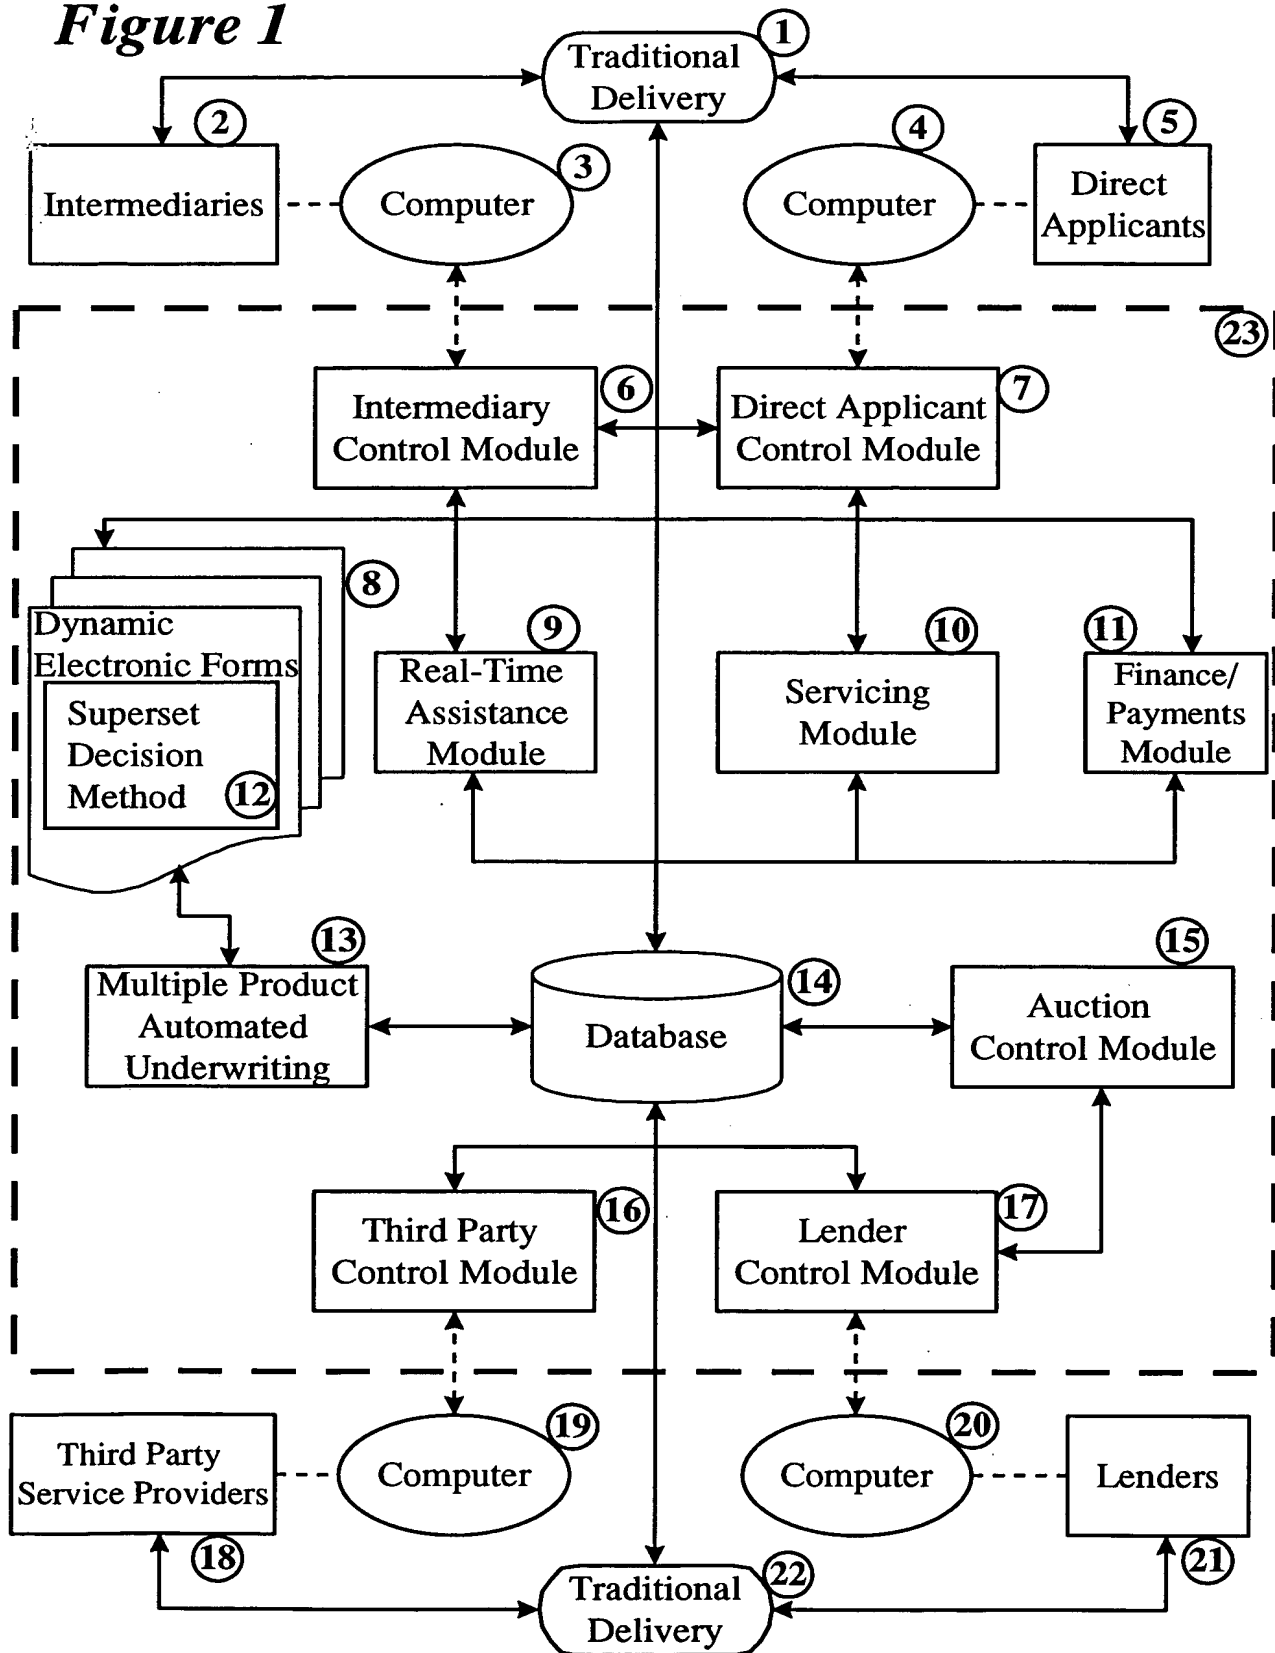 Figure 1
1
Traditional
Delivery
2
Intermediaries
3
Computer
4
Computer
5
Direct
Applicants
23
6
Intermediary
Control Module
7
Direct Applicant
Control Module
8
Dynamic
Electronic Forms
Superset
Decision
Method
12
9
Real-Time
Assistance
Module
10
Servicing
Module
11
Finance/
Payments
Module
13
Multiple Product
Automated
Underwriting
14
Database
15
Auction
Control Module
16
Third Party
Control Module
17
Lender
Control Module
Third Party
Service Providers
18
19
Computer
20
Computer
Lenders
21
22
Traditional
Delivery